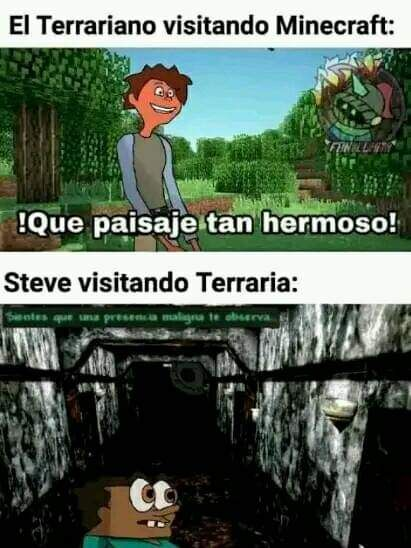 El Terrariano visitando Minecraft:
!Que paisaje tan hermoso!
Steve visitando Terraria:
Sientes que una presencia maligna te observa...